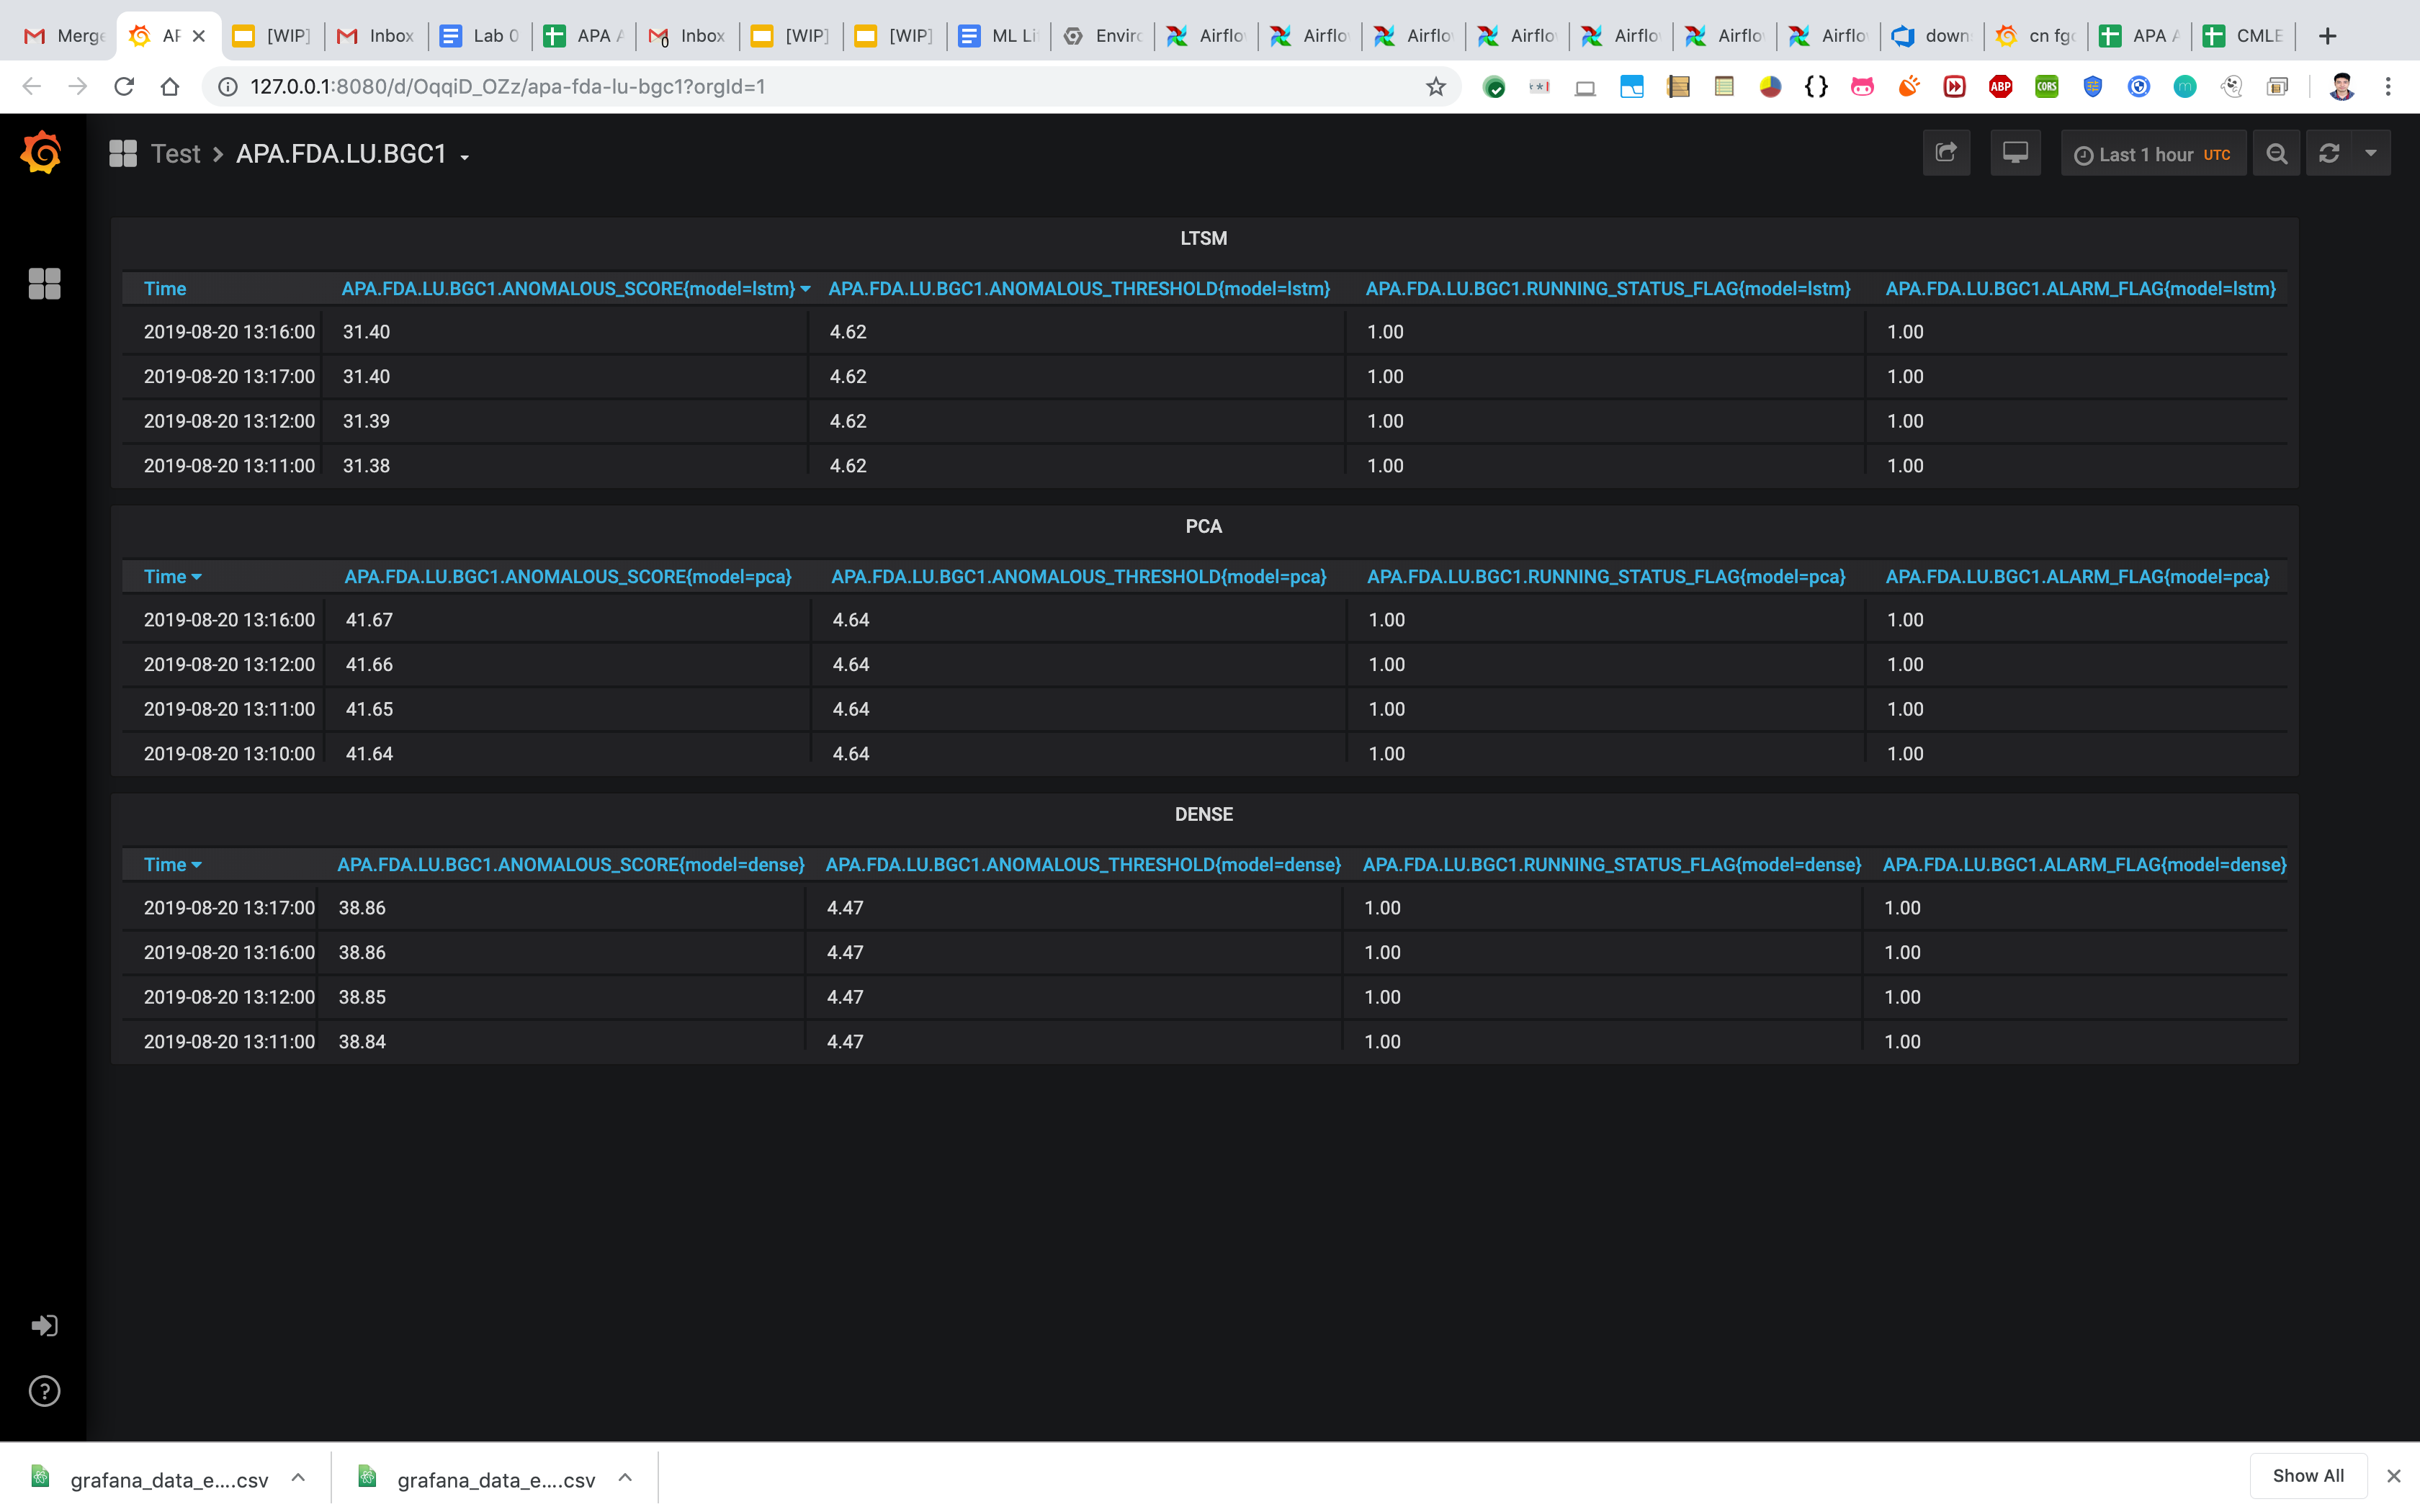 Merge AF [WIP] Inbox Lab 0 APA A Inbox [WIP] [WIP] ML Li Enviro Airflo Airflo Airflo Airflo Airflo Airflo Airflo down cn fgc APA A CMLE
127.0.0.1:8080/d/OqqiD_OZz/apa-fda-lu-bgc1?orgId=1
ABP CORS m
Test > APA.FDA.LU.BGC1
Last 1 hour UTC
LTSM
Time APA.FDA.LU.BGC1.ANOMALOUS_SCORE{model=lstm} APA.FDA.LU.BGC1.ANOMALOUS_THRESHOLD{model=lstm} APA.FDA.LU.BGC1.RUNNING_STATUS_FLAG{model=lstm} APA.FDA.LU.BGC1.ALARM_FLAG{model=lstm}
2019-08-20 13:16:00 31.40 4.62 1.00 1.00
2019-08-20 13:17:00 31.40 4.62 1.00 1.00
2019-08-20 13:12:00 31.39 4.62 1.00 1.00
2019-08-20 13:11:00 31.38 4.62 1.00 1.00
PCA
Time APA.FDA.LU.BGC1.ANOMALOUS_SCORE{model=pca} APA.FDA.LU.BGC1.ANOMALOUS_THRESHOLD{model=pca} APA.FDA.LU.BGC1.RUNNING_STATUS_FLAG{model=pca} APA.FDA.LU.BGC1.ALARM_FLAG{model=pca}
2019-08-20 13:16:00 41.67 4.64 1.00 1.00
2019-08-20 13:12:00 41.66 4.64 1.00 1.00
2019-08-20 13:11:00 41.65 4.64 1.00 1.00
2019-08-20 13:10:00 41.64 4.64 1.00 1.00
DENSE
Time APA.FDA.LU.BGC1.ANOMALOUS_SCORE{model=dense} APA.FDA.LU.BGC1.ANOMALOUS_THRESHOLD{model=dense} APA.FDA.LU.BGC1.RUNNING_STATUS_FLAG{model=dense} APA.FDA.LU.BGC1.ALARM_FLAG{model=dense}
2019-08-20 13:17:00 38.86 4.47 1.00 1.00
2019-08-20 13:16:00 38.86 4.47 1.00 1.00
2019-08-20 13:12:00 38.85 4.47 1.00 1.00
2019-08-20 13:11:00 38.84 4.47 1.00 1.00
grafana_data_e....csv grafana_data_e....csv Show All